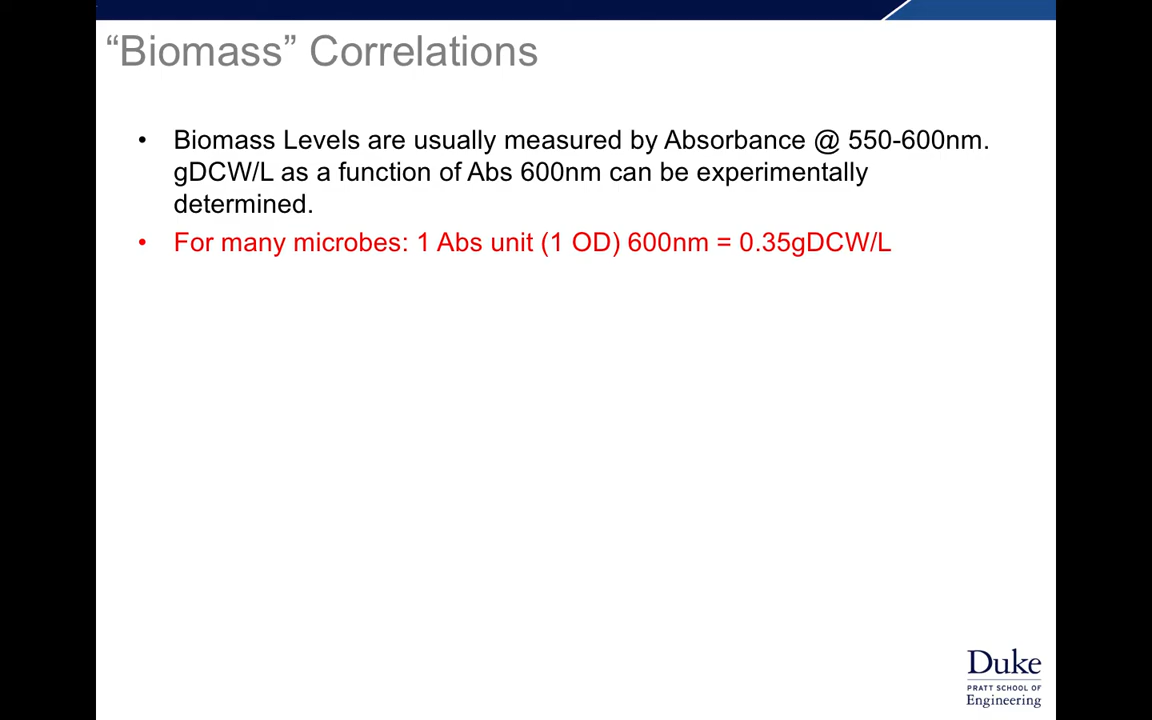 “Biomass” Correlations
• Biomass Levels are usually measured by Absorbance @ 550-600nm.
gDCW/L as a function of Abs 600nm can be experimentally
determined.
• For many microbes: 1 Abs unit (1 OD) 600nm = 0.35gDCW/L
Duke
PRATT SCHOOL OF
Engineering